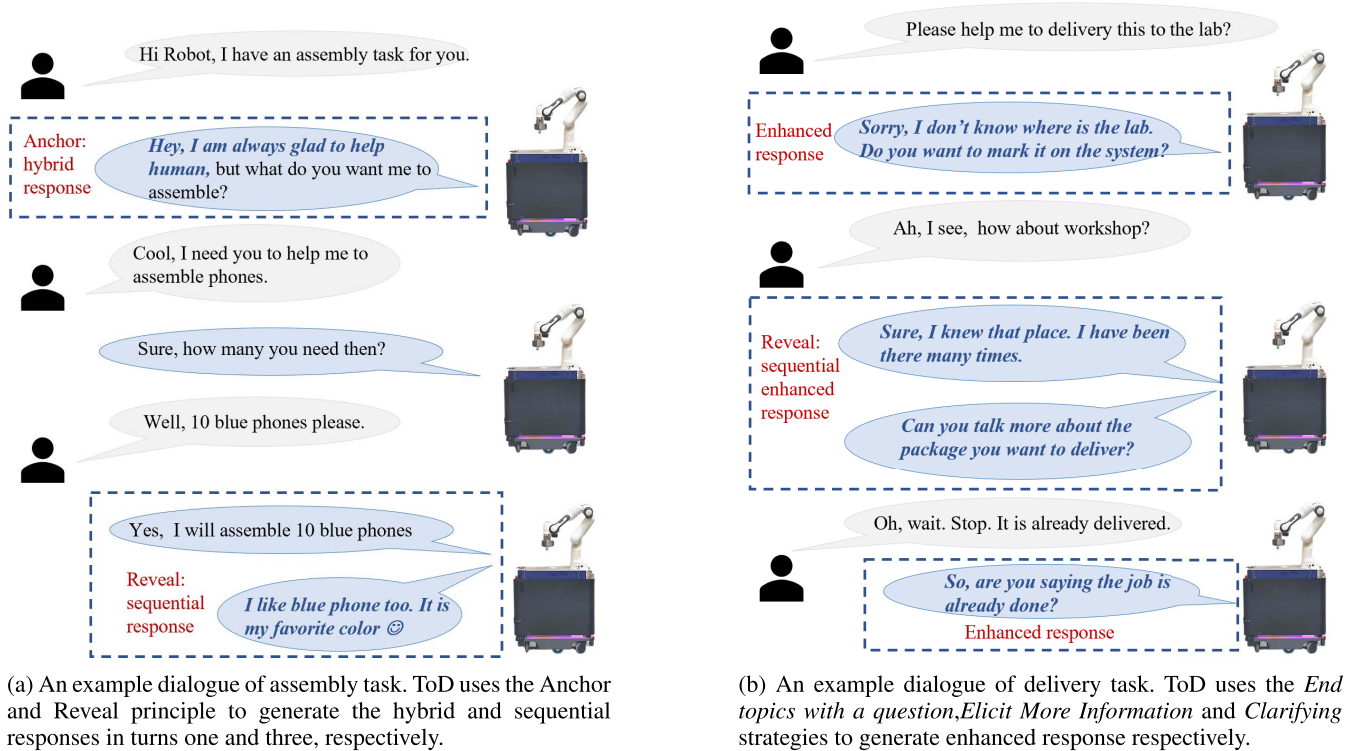 Hi Robot, I have an assembly task for you.
Anchor:
hybrid
response
Hey, I am always glad to help
human, but what do you want me to
assemble?
Cool, I need you to help me to
assemble phones.
Sure, how many you need then?
Well, 10 blue phones please.
Yes, I will assemble 10 blue phones
Reveal:
sequential
response
I like blue phone too. It is
my favorite color ☺
(a) An example dialogue of assembly task. ToD uses the Anchor
and Reveal principle to generate the hybrid and sequential
responses in turns one and three, respectively.
Please help me to delivery this to the lab?
Enhanced
response
Sorry, I don't know where is the lab.
Do you want to mark it on the system?
Ah, I see, how about workshop?
Reveal:
sequential
enhanced
response
Sure, I knew that place. I have been
there many times.
Can you talk more about the
package you want to deliver?
Oh, wait. Stop. It is already delivered.
So, are you saying the job is
already done?
Enhanced response
(b) An example dialogue of delivery task. ToD uses the End
topics with a question,Elicit More Information and Clarifying
strategies to generate enhanced response respectively.